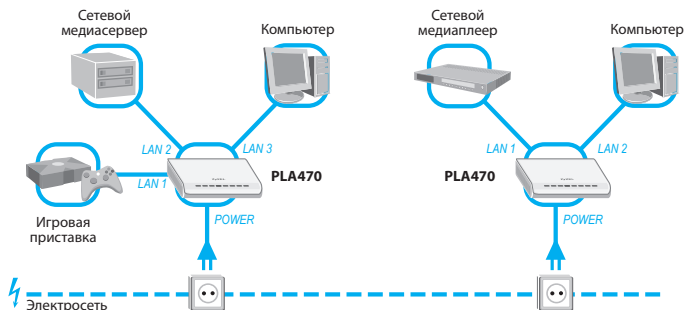 Сетевой
медиасервер
Компьютер
Сетевой
медиаплеер
Компьютер
LAN 2
LAN 3
LAN 1
PLA470
LAN 1
LAN 2
PLA470
Игровая
приставка
POWER
POWER
Электросеть